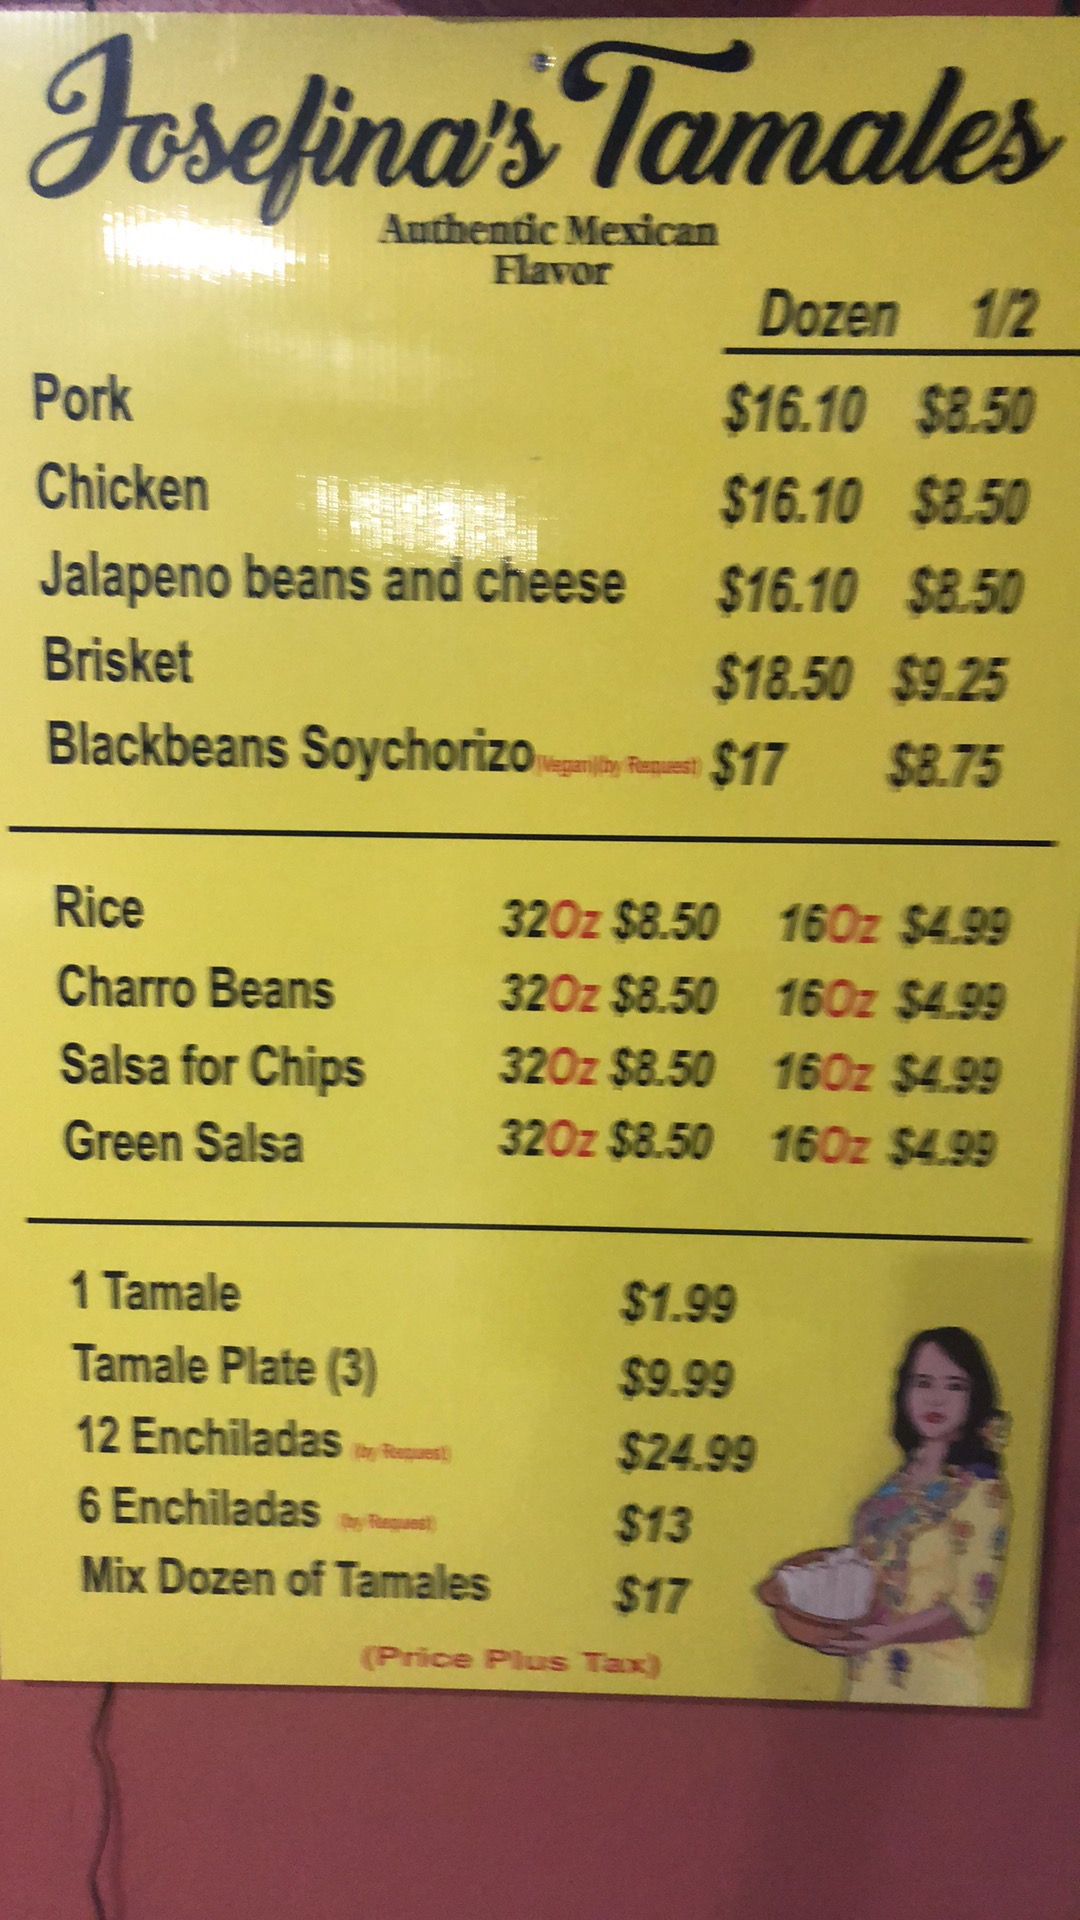 Josefina's Tamales
Authentic Mexican
Flavor
Dozen 1/2
Pork $16.10 $8.50
Chicken $16.10 $8.50
Jalapeno beans and cheese $16.10 $8.50
Brisket $18.50 $9.25
Blackbeans Soychorizo (Vegan)(by Request) $17 $8.75
Rice 32Oz $8.50 16Oz $4.99
Charro Beans 32Oz $8.50 16Oz $4.99
Salsa for Chips 32Oz $8.50 16Oz $4.99
Green Salsa 32Oz $8.50 16Oz $4.99
1 Tamale $1.99
Tamale Plate (3) $9.99
12 Enchiladas (by Request) $24.99
6 Enchiladas (by Request) $13
Mix Dozen of Tamales $17
(Price Plus Tax)